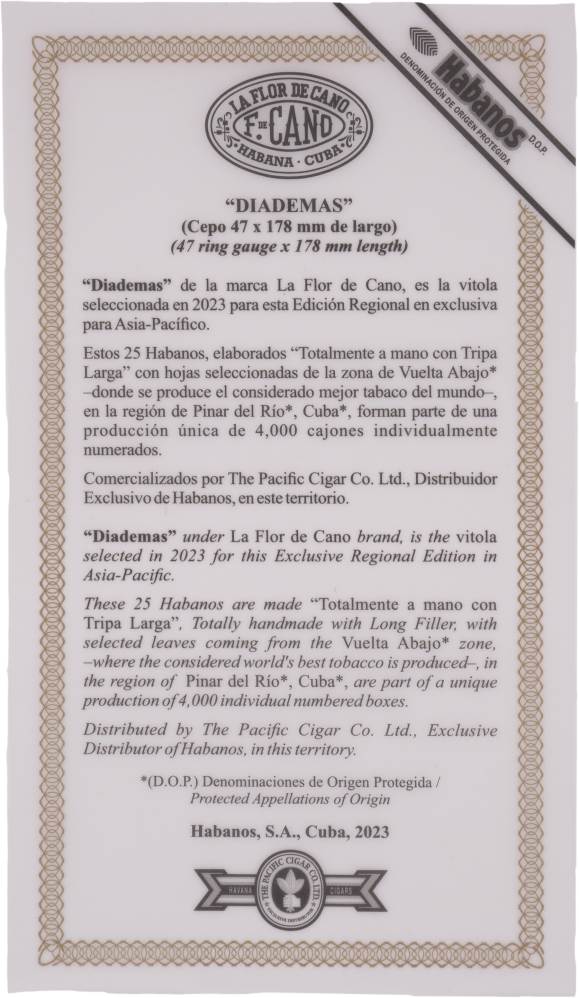 Habanos
DENOMINACIÓN DE ORIGEN PROTEGIDA
D.O.P.
LA FLOR DE CANO
F. DE CANO
HABANA · CUBA
“DIADEMAS”
(Cepo 47 x 178 mm de largo)
(47 ring gauge x 178 mm length)
“Diademas” de la marca La Flor de Cano, es la vitola
seleccionada en 2023 para esta Edición Regional en exclusiva
para Asia-Pacífico.
Estos 25 Habanos, elaborados “Totalmente a mano con Tripa
Larga” con hojas seleccionadas de la zona de Vuelta Abajo*
–donde se produce el considerado mejor tabaco del mundo–,
en la región de Pinar del Río*, Cuba*, forman parte de una
producción única de 4,000 cajones individualmente
numerados.
Comercializados por The Pacific Cigar Co. Ltd., Distribuidor
Exclusivo de Habanos, en este territorio.
“Diademas” under La Flor de Cano brand, is the vitola
selected in 2023 for this Exclusive Regional Edition in
Asia-Pacific.
These 25 Habanos are made “Totalmente a mano con
Tripa Larga”, Totally handmade with Long Filler, with
selected leaves coming from the Vuelta Abajo* zone,
–where the considered world's best tobacco is produced–, in
the region of Pinar del Río*, Cuba*, are part of a unique
production of 4,000 individual numbered boxes.
Distributed by The Pacific Cigar Co. Ltd., Exclusive
Distributor of Habanos, in this territory.
*(D.O.P.) Denominaciones de Origen Protegida /
Protected Appellations of Origin
Habanos, S.A., Cuba, 2023
THE PACIFIC CIGAR CO. LTD.
HAVANA CIGARS
EXCLUSIVE DISTRIBUTOR